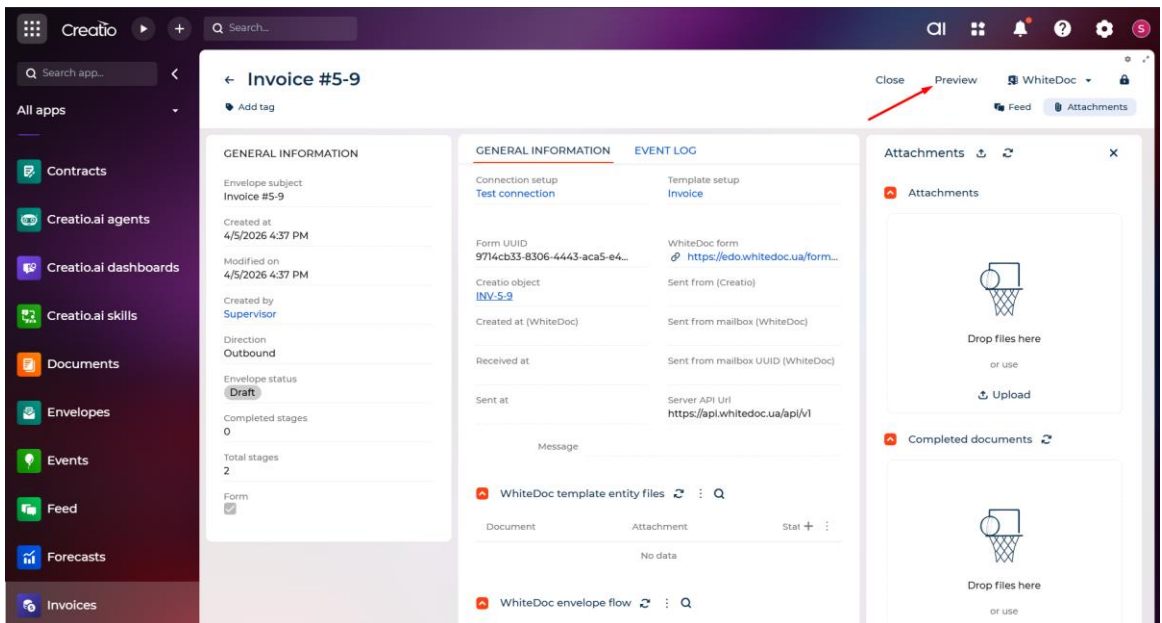 Creatio
Search...
ai
S
Search app...
All apps
Contracts
Creatio.ai agents
Creatio.ai dashboards
Creatio.ai skills
Documents
Envelopes
Events
Feed
Forecasts
Invoices
Invoice #5-9
Add tag
Close Preview WhiteDoc
Feed Attachments
GENERAL INFORMATION
Envelope subject
Invoice #5-9
Created at
4/5/2026 4:37 PM
Modified on
4/5/2026 4:37 PM
Created by
Supervisor
Direction
Outbound
Envelope status
Draft
Completed stages
0
Total stages
2
Form
GENERAL INFORMATION EVENT LOG
Connection setup Template setup
Test connection Invoice
Form UUID WhiteDoc form
9714cb33-8306-4443-aca5-e4... https://edo.whitedoc.ua/form...
Creatio object Sent from (Creatio)
INV-5-9
Created at (WhiteDoc) Sent from mailbox (WhiteDoc)
Received at Sent from mailbox UUID (WhiteDoc)
Sent at Server API Url
https://api.whitedoc.ua/api/v1
Message
WhiteDoc template entity files
Document Attachment Stat
No data
WhiteDoc envelope flow
Attachments
Attachments
Drop files here
or use
Upload
Completed documents
Drop files here
or use